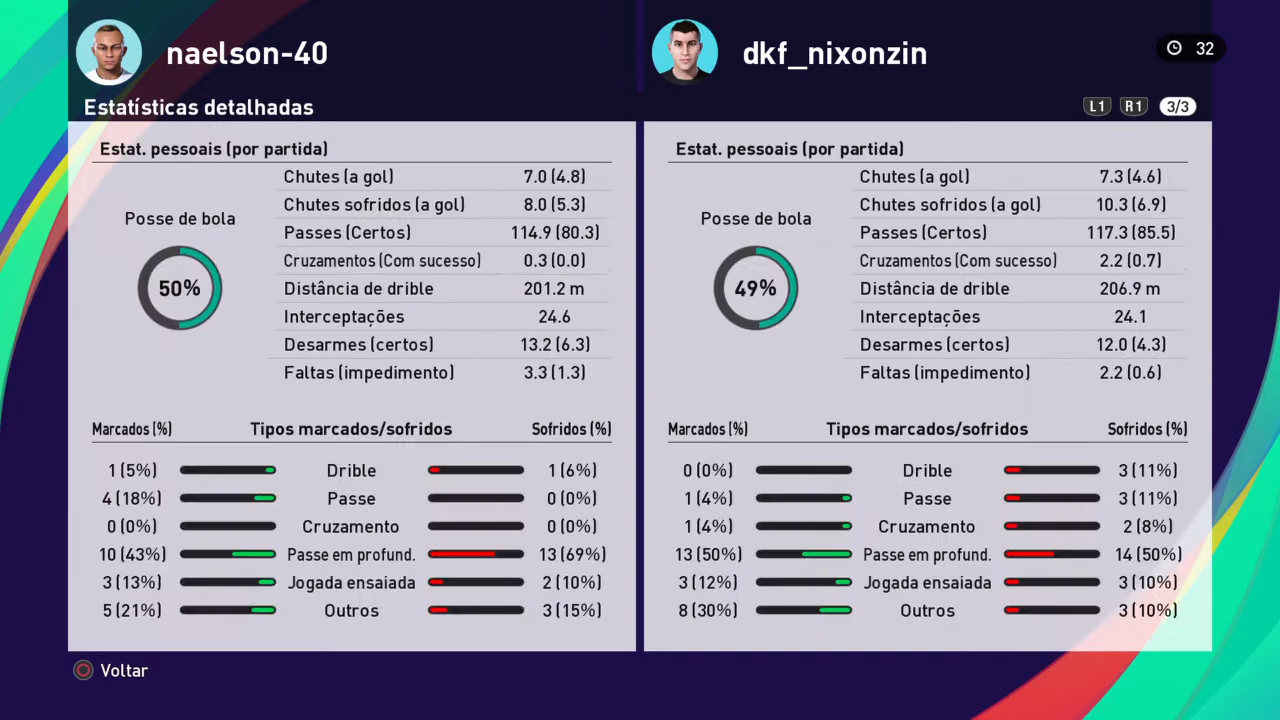 naelson-40
dkf_nixonzin
32
Estatísticas detalhadas
L1 R1 3/3
Estat. pessoais (por partida)
Posse de bola
50%
Chutes (a gol) 7.0 (4.8)
Chutes sofridos (a gol) 8.0 (5.3)
Passes (Certos) 114.9 (80.3)
Cruzamentos (Com sucesso) 0.3 (0.0)
Distância de drible 201.2 m
Interceptações 24.6
Desarmes (certos) 13.2 (6.3)
Faltas (impedimento) 3.3 (1.3)
Marcados (%) Tipos marcados/sofridos Sofridos (%)
1 (5%) Drible 1 (6%)
4 (18%) Passe 0 (0%)
0 (0%) Cruzamento 0 (0%)
10 (43%) Passe em profund. 13 (69%)
3 (13%) Jogada ensaiada 2 (10%)
5 (21%) Outros 3 (15%)
Estat. pessoais (por partida)
Posse de bola
49%
Chutes (a gol) 7.3 (4.6)
Chutes sofridos (a gol) 10.3 (6.9)
Passes (Certos) 117.3 (85.5)
Cruzamentos (Com sucesso) 2.2 (0.7)
Distância de drible 206.9 m
Interceptações 24.1
Desarmes (certos) 12.0 (4.3)
Faltas (impedimento) 2.2 (0.6)
Marcados (%) Tipos marcados/sofridos Sofridos (%)
0 (0%) Drible 3 (11%)
1 (4%) Passe 3 (11%)
1 (4%) Cruzamento 2 (8%)
13 (50%) Passe em profund. 14 (50%)
3 (12%) Jogada ensaiada 3 (10%)
8 (30%) Outros 3 (10%)
Voltar